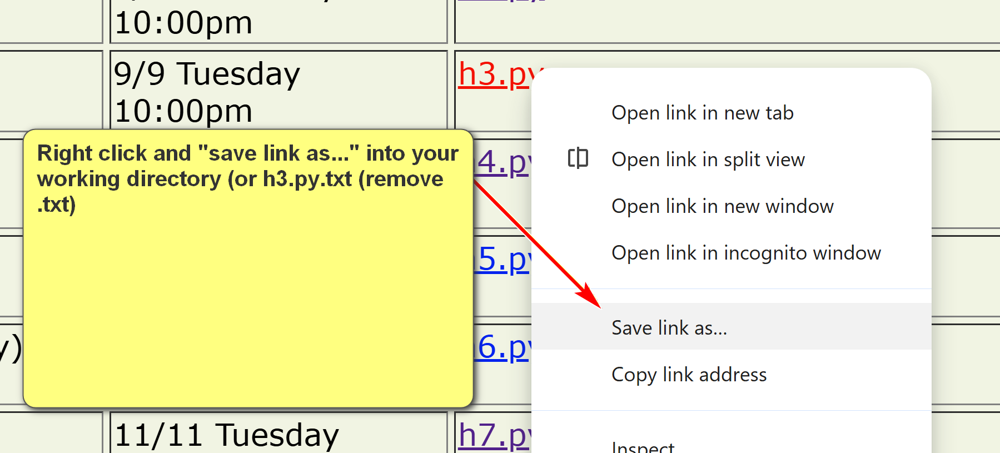 10:00pm
9/9 Tuesday
10:00pm
h3.py
Right click and "save link as..." into your
working directory (or h3.py.txt (remove
.txt)
4.py
5.py
y)
6.py
11/11 Tuesday
h7.py
Open link in new tab
Open link in split view
Open link in new window
Open link in incognito window
Save link as...
Copy link address
Inspect